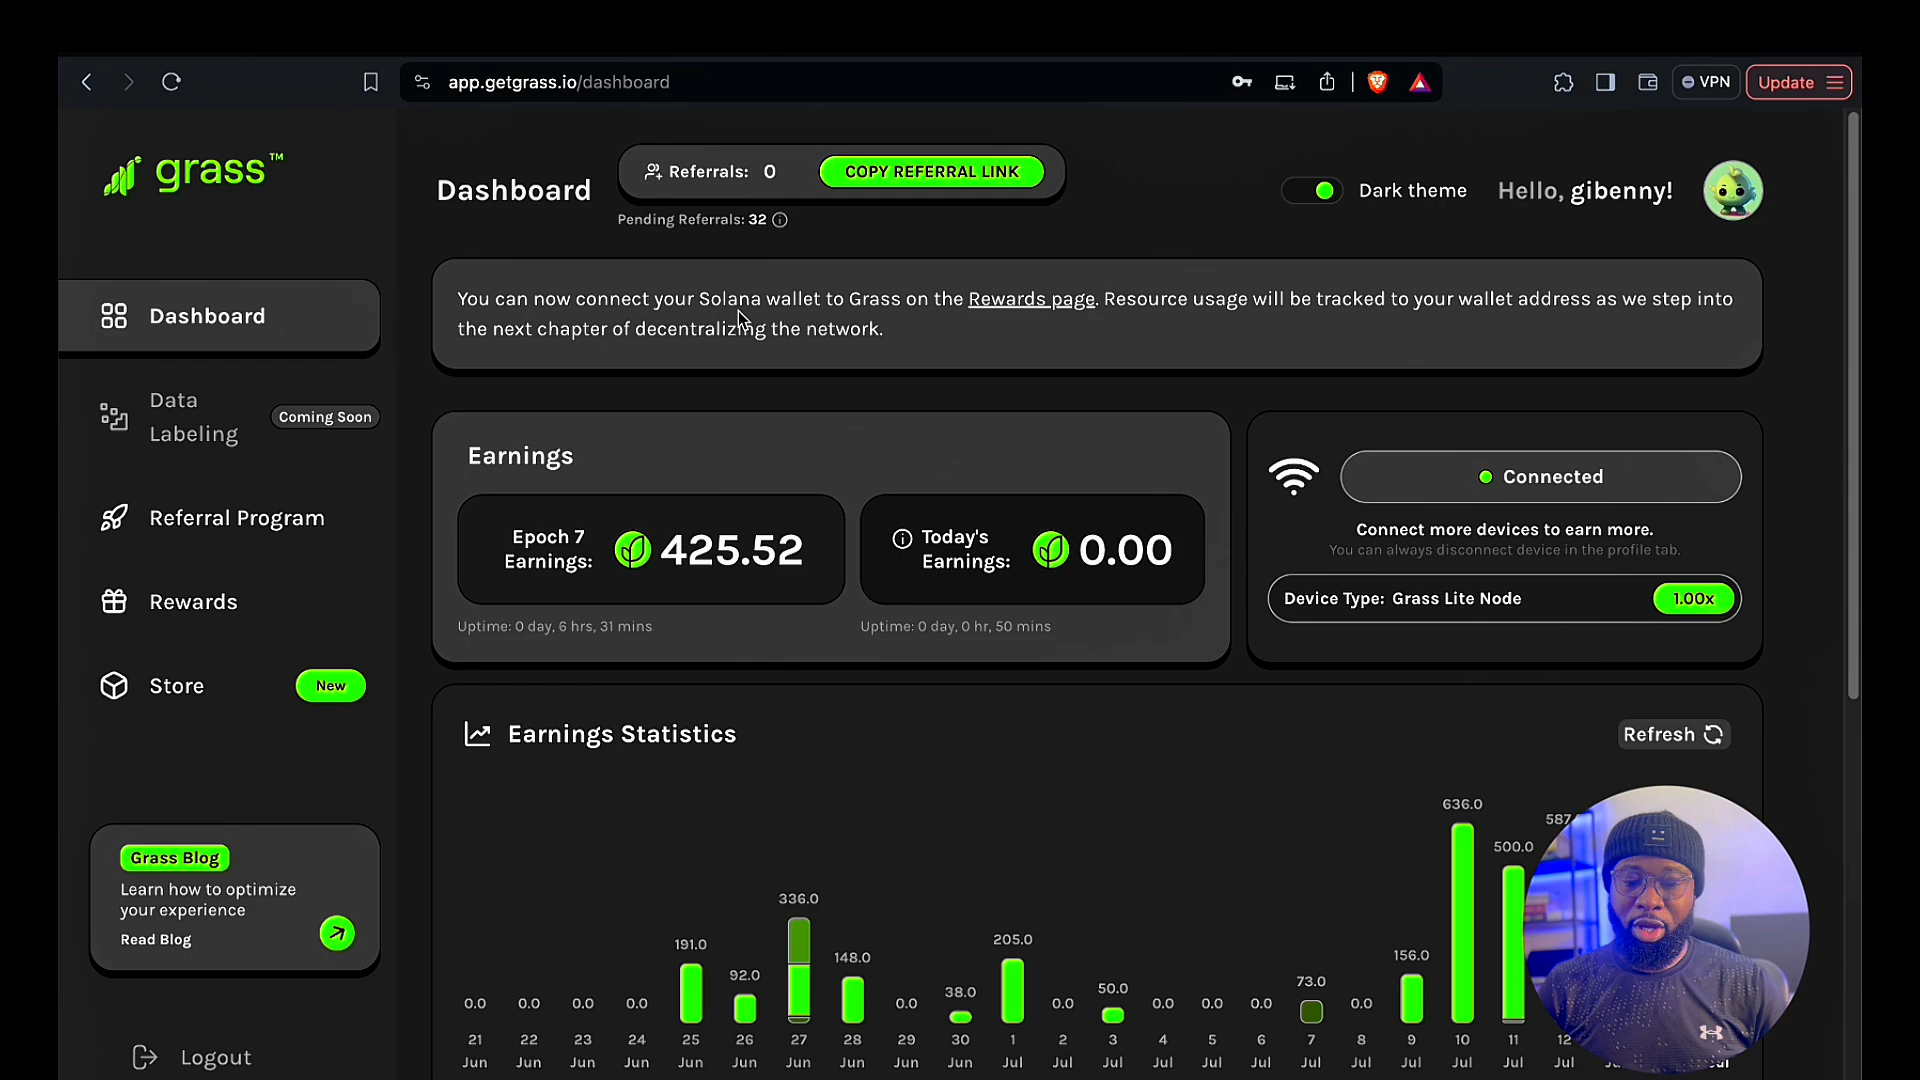 app.getgrass.io/dashboard
VPN
Update
grass™
Dashboard
Referrals: 0
COPY REFERRAL LINK
Pending Referrals: 32
Dark theme
Hello, gibenny!
Dashboard
Data
Labeling
Coming Soon
Referral Program
Rewards
Store
New
Grass Blog
Learn how to optimize
your experience
Read Blog
Logout
You can now connect your Solana wallet to Grass on the Rewards page. Resource usage will be tracked to your wallet address as we step into
the next chapter of decentralizing the network.
Earnings
Epoch 7
Earnings:
425.52
Uptime: 0 day, 6 hrs, 31 mins
Today's
Earnings:
0.00
Uptime: 0 day, 0 hr, 50 mins
Connected
Connect more devices to earn more.
You can always disconnect device in the profile tab.
Device Type: Grass Lite Node
1.00x
Earnings Statistics
Refresh
0.0 0.0 0.0 0.0 191.0 92.0 336.0 148.0 0.0 38.0 205.0 0.0 50.0 0.0 0.0 0.0 73.0 0.0 156.0 636.0 500.0
21 22 23 24 25 26 27 28 29 30 1 2 3 4 5 6 7 8 9 10 11 12
Jun Jun Jun Jun Jun Jun Jun Jun Jun Jun Jul Jul Jul Jul Jul Jul Jul Jul Jul Jul Jul Jul